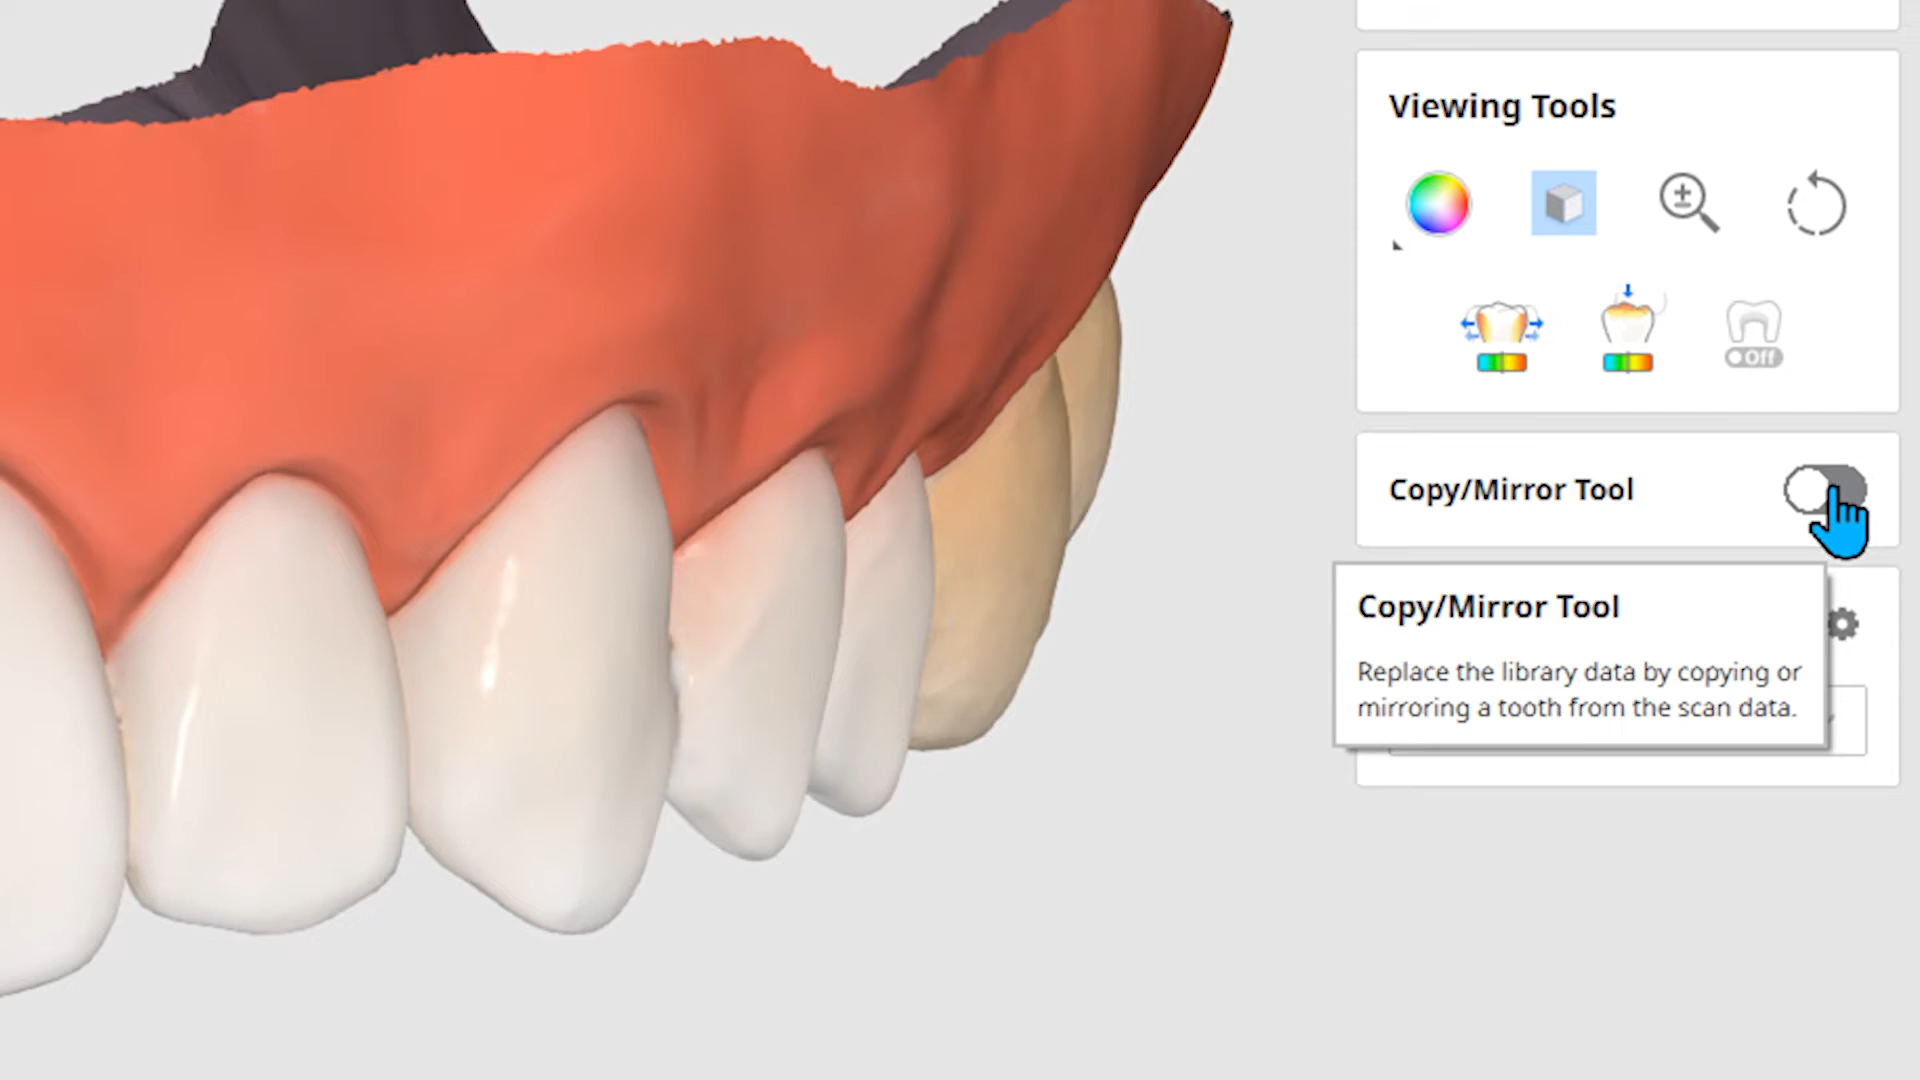 Viewing Tools
Off
Copy/Mirror Tool
Copy/Mirror Tool
Replace the library data by copying or
mirroring a tooth from the scan data.